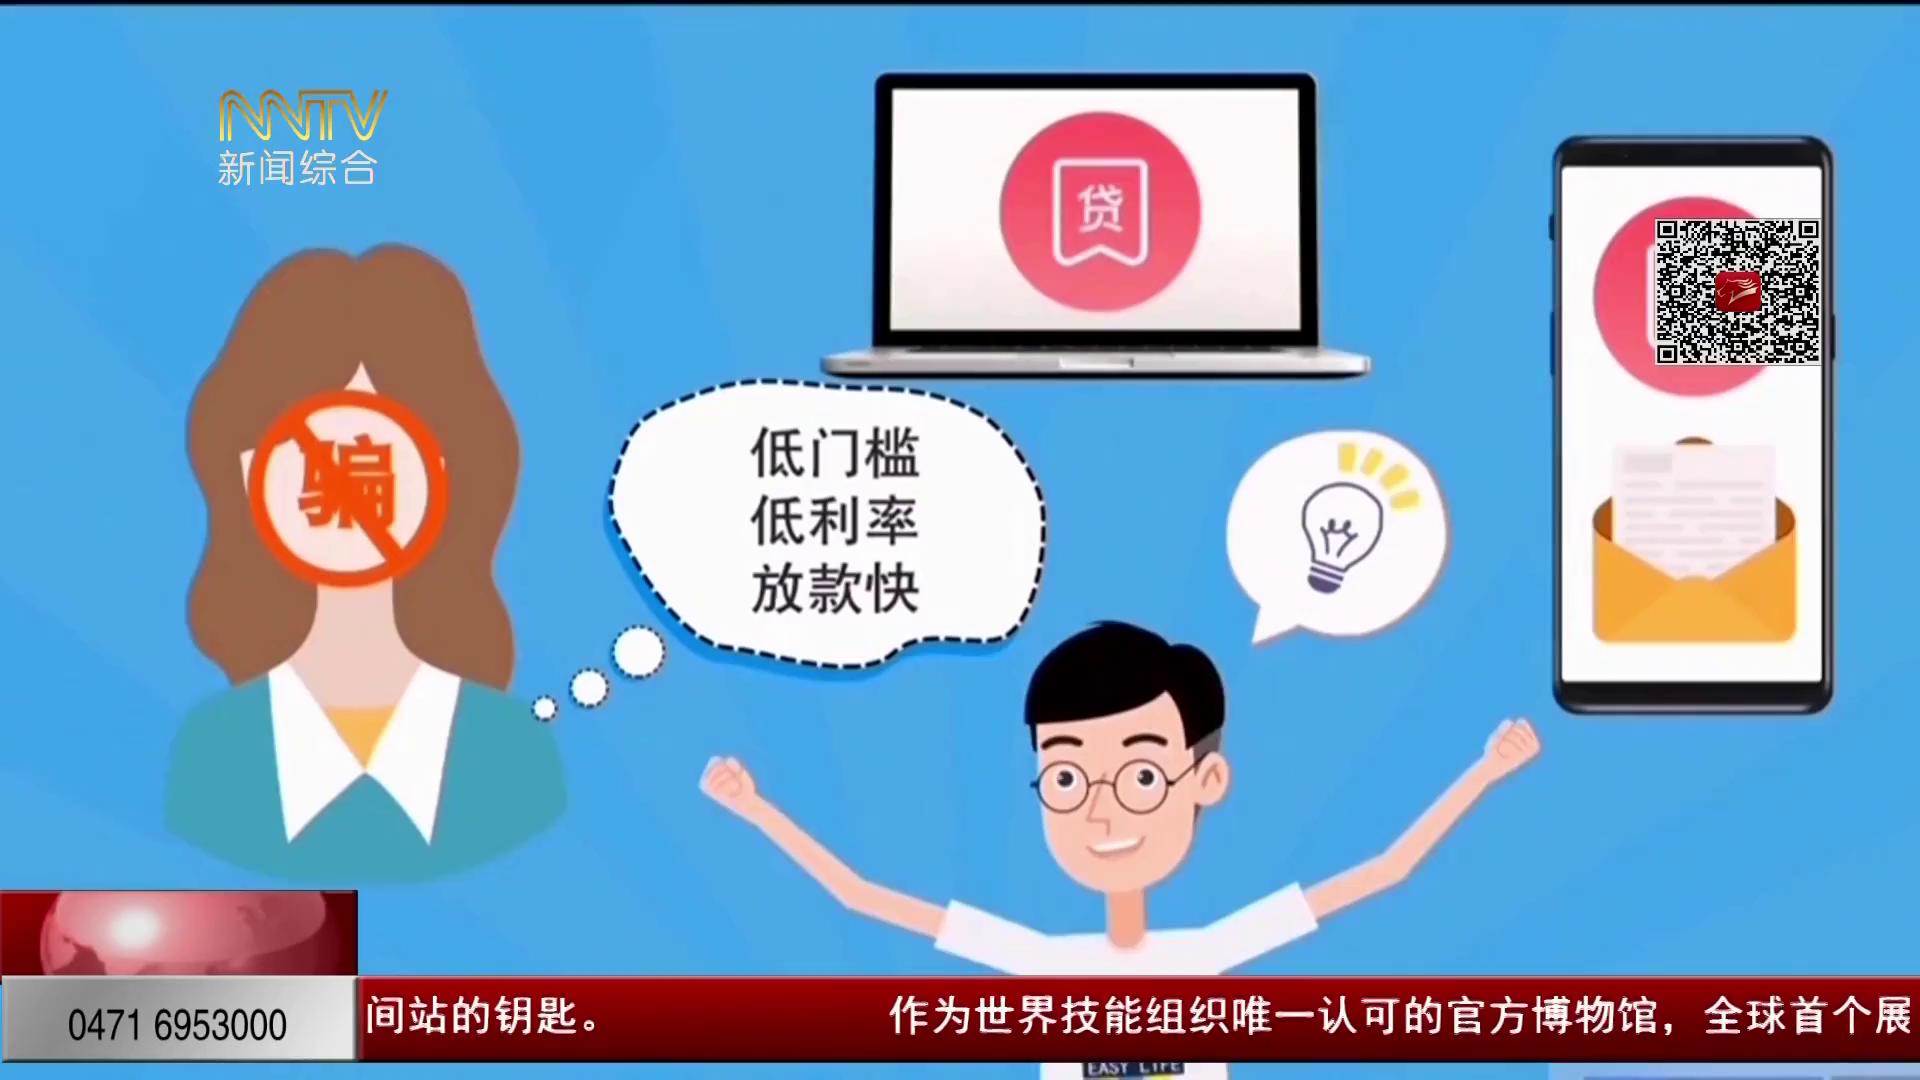 NMTV
新闻综合
贷
骗
低门槛
低利率
放款快
0471 6953000
间站的钥匙。 作为世界技能组织唯一认可的官方博物馆，全球首个展
EASY LIFE